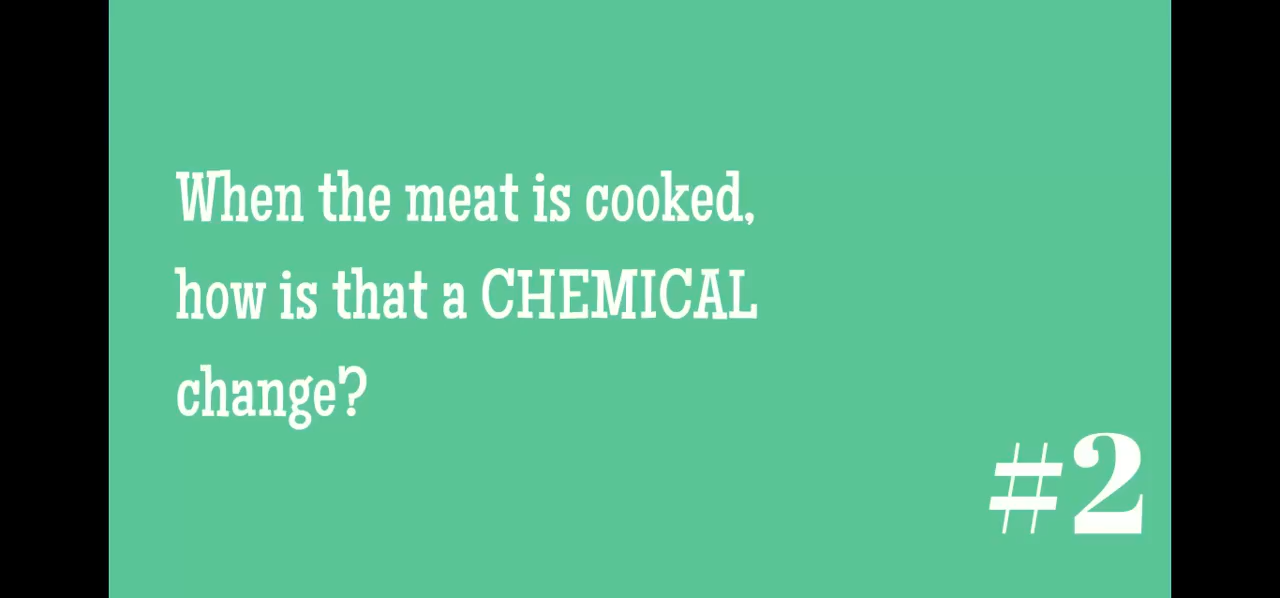 When the meat is cooked,
how is that a CHEMICAL
change?
#2